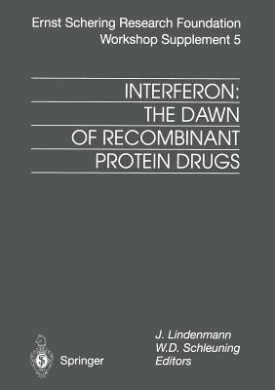 Ernst Schering Research Foundation
Workshop Supplement 5
INTERFERON:
THE DAWN
OF RECOMBINANT
PROTEIN DRUGS
J. Lindenmann
W.D. Schleuning
Editors
Springer